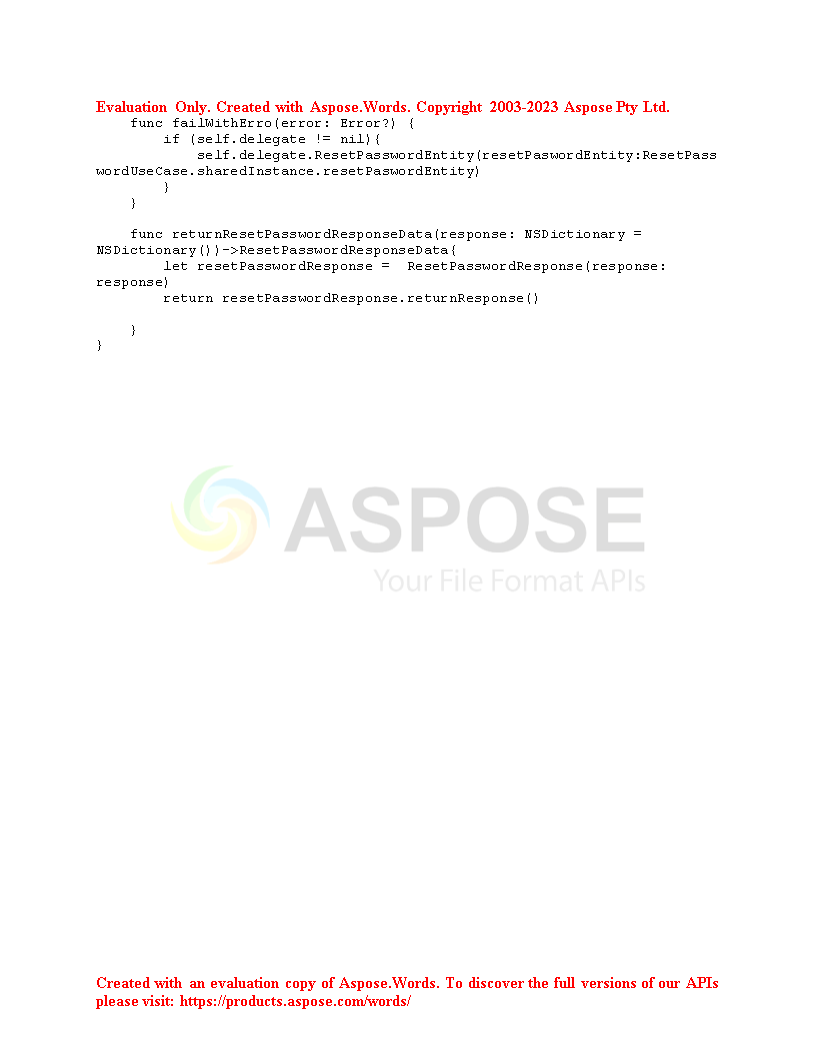 Evaluation Only. Created with Aspose.Words. Copyright 2003-2023 Aspose Pty Ltd.
    func failWithErro(error: Error?) {
        if (self.delegate != nil){
            self.delegate.ResetPasswordEntity(resetPaswordEntity:ResetPass
wordUseCase.sharedInstance.resetPaswordEntity)
        }
    }

    func returnResetPasswordResponseData(response: NSDictionary =
NSDictionary())->ResetPasswordResponseData{
        let resetPasswordResponse =  ResetPasswordResponse(response:
response)
        return resetPasswordResponse.returnResponse()

    }
}
ASPOSE
Your File Format APIs
Created with an evaluation copy of Aspose.Words. To discover the full versions of our APIs
please visit: https://products.aspose.com/words/